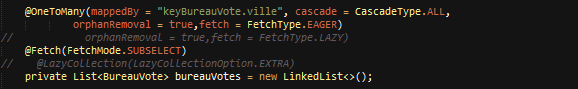 @OneToMany(mappedBy = "keyBureauVote.ville", cascade = CascadeType.ALL,
orphanRemoval = true,fetch = FetchType.EAGER)
// orphanRemoval = true,fetch = FetchType.LAZY)
@Fetch(FetchMode.SUBSELECT)
// @LazyCollection(LazyCollectionOption.EXTRA)
private List<BureauVote> bureauVotes = new LinkedList<>();